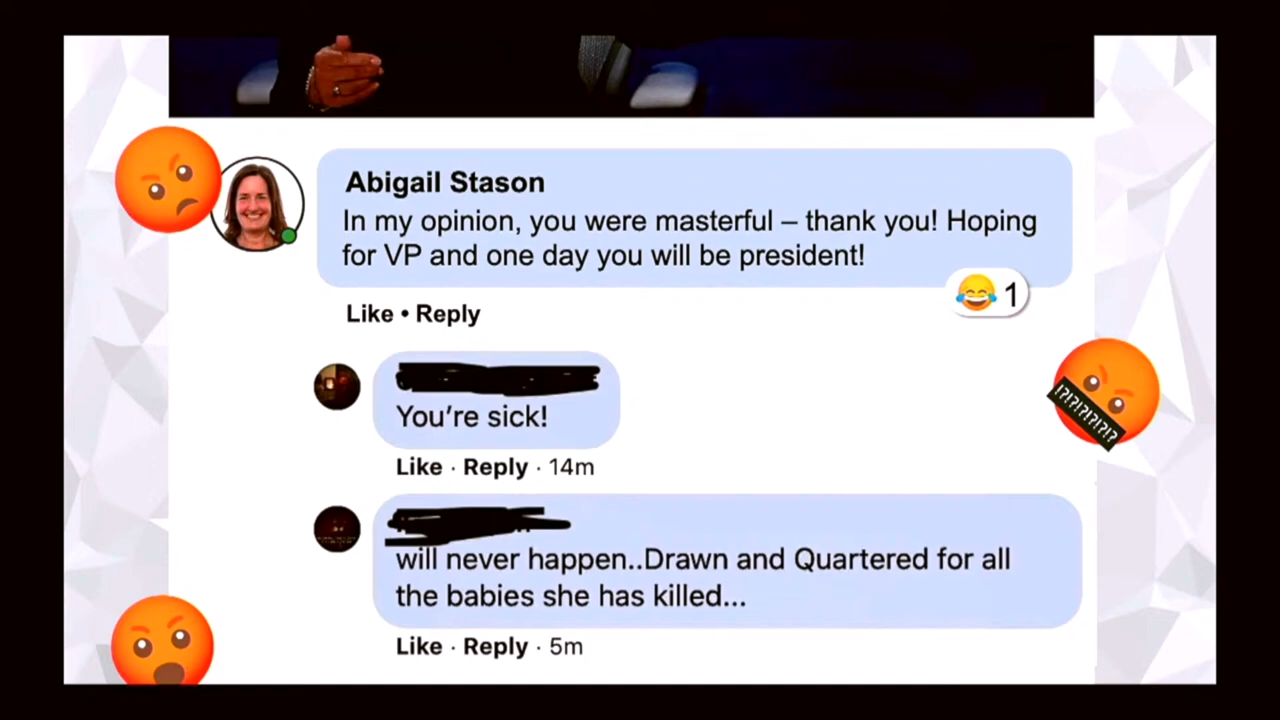 Abigail Stason
In my opinion, you were masterful – thank you! Hoping
for VP and one day you will be president!
😂 1
Like • Reply
!?!?!?!?!?
You're sick!
Like · Reply · 14m
will never happen..Drawn and Quartered for all
the babies she has killed...
Like · Reply · 5m